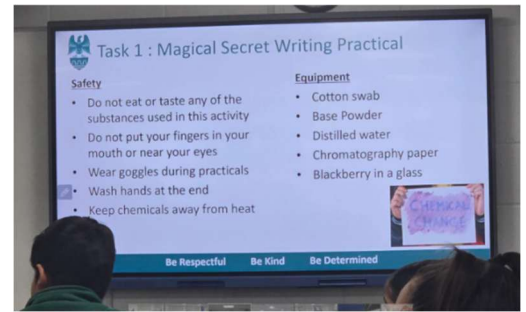 Task 1 : Magical Secret Writing Practical
Safety
• Do not eat or taste any of the
substances used in this activity
• Do not put your fingers in your
mouth or near your eyes
• Wear goggles during practicals
• Wash hands at the end
• Keep chemicals away from heat
Equipment
• Cotton swab
• Base Powder
• Distilled water
• Chromatography paper
• Blackberry in a glass
CHEMICAL
CHANGE
Be Respectful Be Kind Be Determined